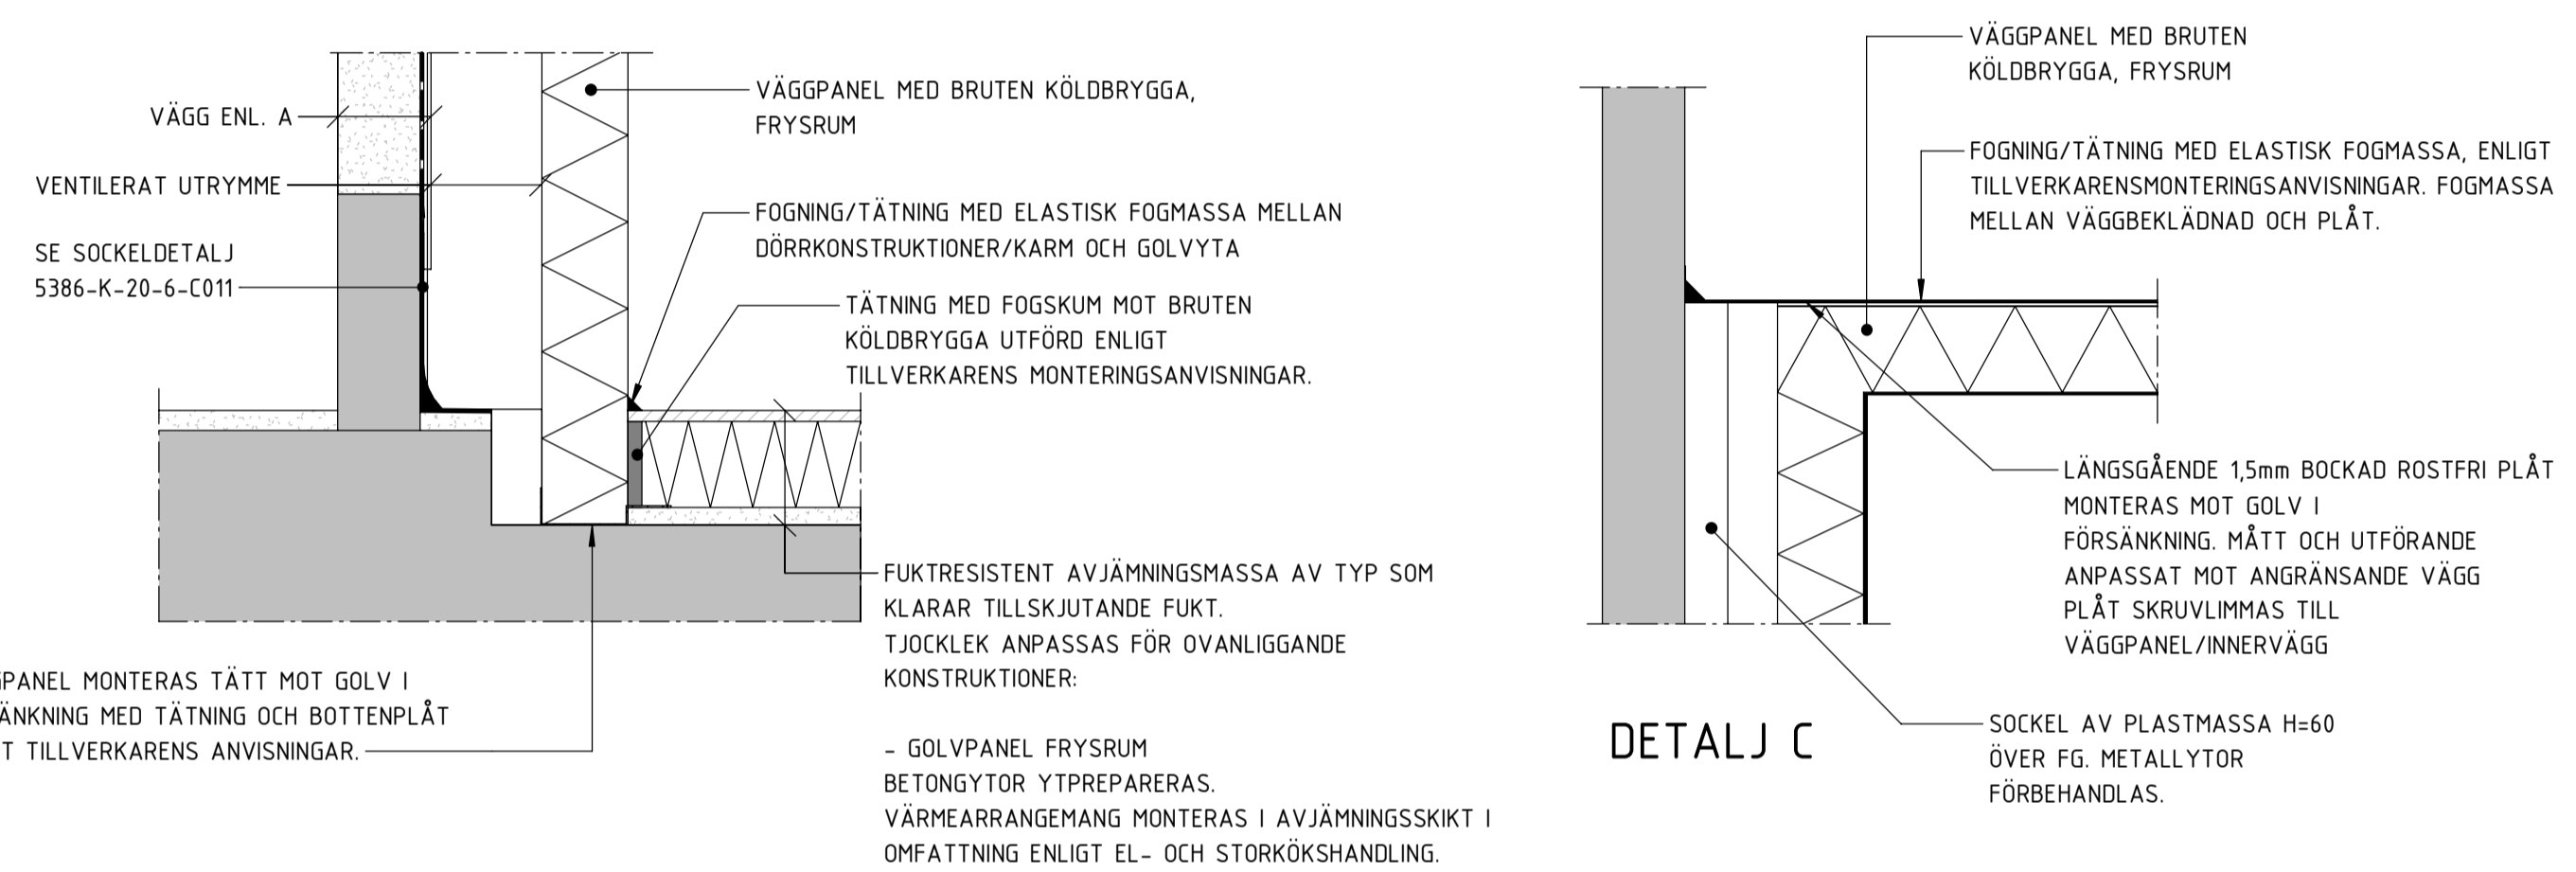 VÄGG ENL. A
VENTILERAT UTRYMME
SE SOCKELDETALJ
5386-K-20-6-C011
VÄGGPANEL MED BRUTEN KÖLDBRYGGA,
FRYSRUM
FOGNING/TÄTNING MED ELASTISK FOGMASSA MELLAN
DÖRRKONSTRUKTIONER/KARM OCH GOLVYTA
TÄTNING MED FOGSKUM MOT BRUTEN
KÖLDBRYGGA UTFÖRD ENLIGT
TILLVERKARENS MONTERINGSANVISNINGAR.
FUKTRESISTENT AVJÄMNINGSMASSA AV TYP SOM
KLARAR TILLSKJUTANDE FUKT.
TJOCKLEK ANPASSAS FÖR OVANLIGGANDE
KONSTRUKTIONER:
- GOLVPANEL FRYSRUM
BETONGYTOR YTPREPARERAS.
VÄRMEARRANGEMANG MONTERAS I AVJÄMNINGSSKIKT I
OMFATTNING ENLIGT EL- OCH STORKÖKSHANDLING.
PANEL MONTERAS TÄTT MOT GOLV I
ÄNKNING MED TÄTNING OCH BOTTENPLÅT
T TILLVERKARENS ANVISNINGAR.
VÄGGPANEL MED BRUTEN
KÖLDBRYGGA, FRYSRUM
FOGNING/TÄTNING MED ELASTISK FOGMASSA, ENLIGT
TILLVERKARENSMONTERINGSANVISNINGAR. FOGMASSA
MELLAN VÄGGBEKLÄDNAD OCH PLÅT.
LÄNGSGÅENDE 1,5mm BOCKAD ROSTFRI PLÅT
MONTERAS MOT GOLV I
FÖRSÄNKNING. MÅTT OCH UTFÖRANDE
ANPASSAT MOT ANGRÄNSANDE VÄGG
PLÅT SKRUVLIMMAS TILL
VÄGGPANEL/INNERVÄGG
SOCKEL AV PLASTMASSA H=60
ÖVER FG. METALLYTOR
FÖRBEHANDLAS.
DETALJ C